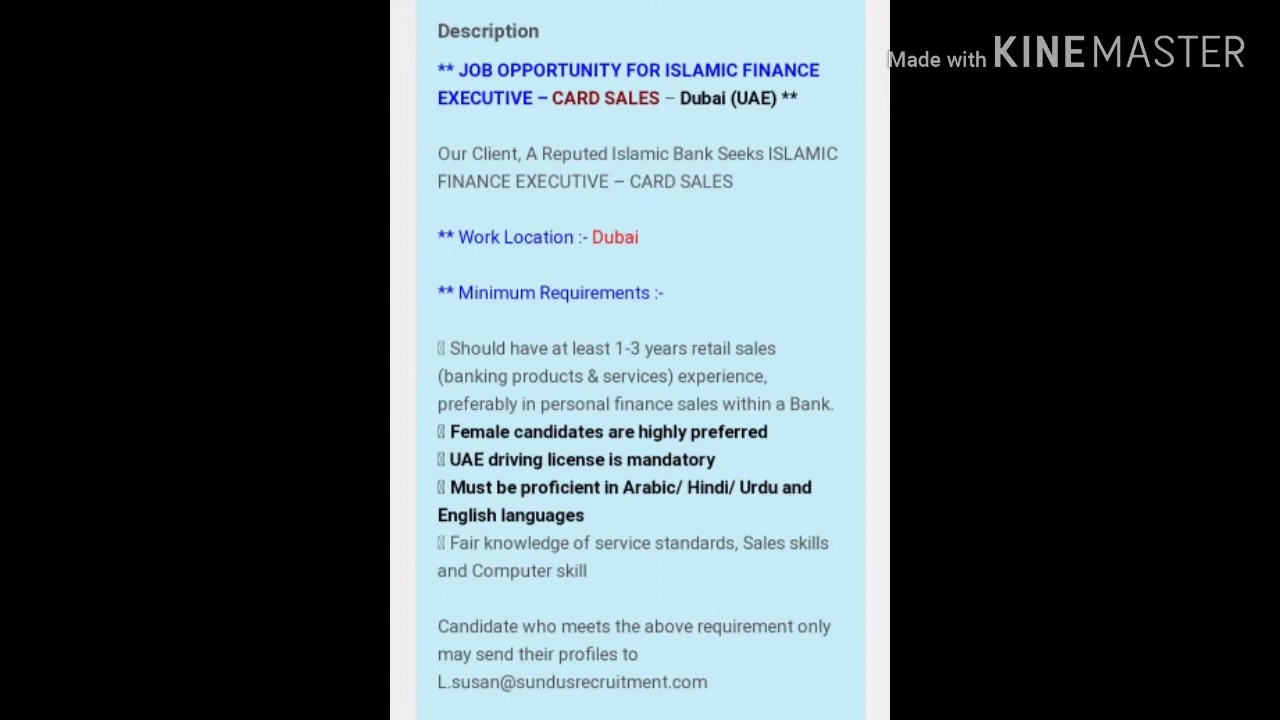 Description
Made with KINEMASTER
** JOB OPPORTUNITY FOR ISLAMIC FINANCE
EXECUTIVE – CARD SALES – Dubai (UAE) **
Our Client, A Reputed Islamic Bank Seeks ISLAMIC
FINANCE EXECUTIVE – CARD SALES
** Work Location :- Dubai
** Minimum Requirements :-
Should have at least 1-3 years retail sales
(banking products & services) experience,
preferably in personal finance sales within a Bank.
Female candidates are highly preferred
UAE driving license is mandatory
Must be proficient in Arabic/ Hindi/ Urdu and
English languages
Fair knowledge of service standards, Sales skills
and Computer skill
Candidate who meets the above requirement only
may send their profiles to
L.susan@sundusrecruitment.com